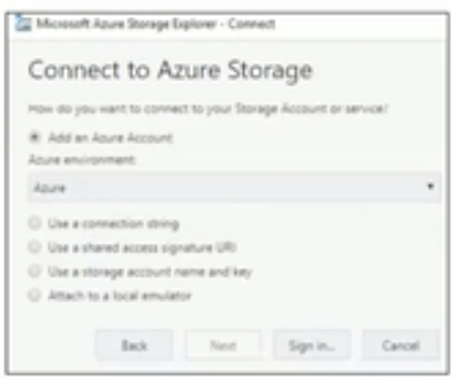 Microsoft Azure Storage Explorer - Connect
Connect to Azure Storage
How do you want to connect to your Storage Account or service?
Add an Azure Account
Azure environment:
Azure
Use a connection string
Use a shared access signature URI
Use a storage account name and key
Attach to a local emulator
Back
Next
Sign in...
Cancel